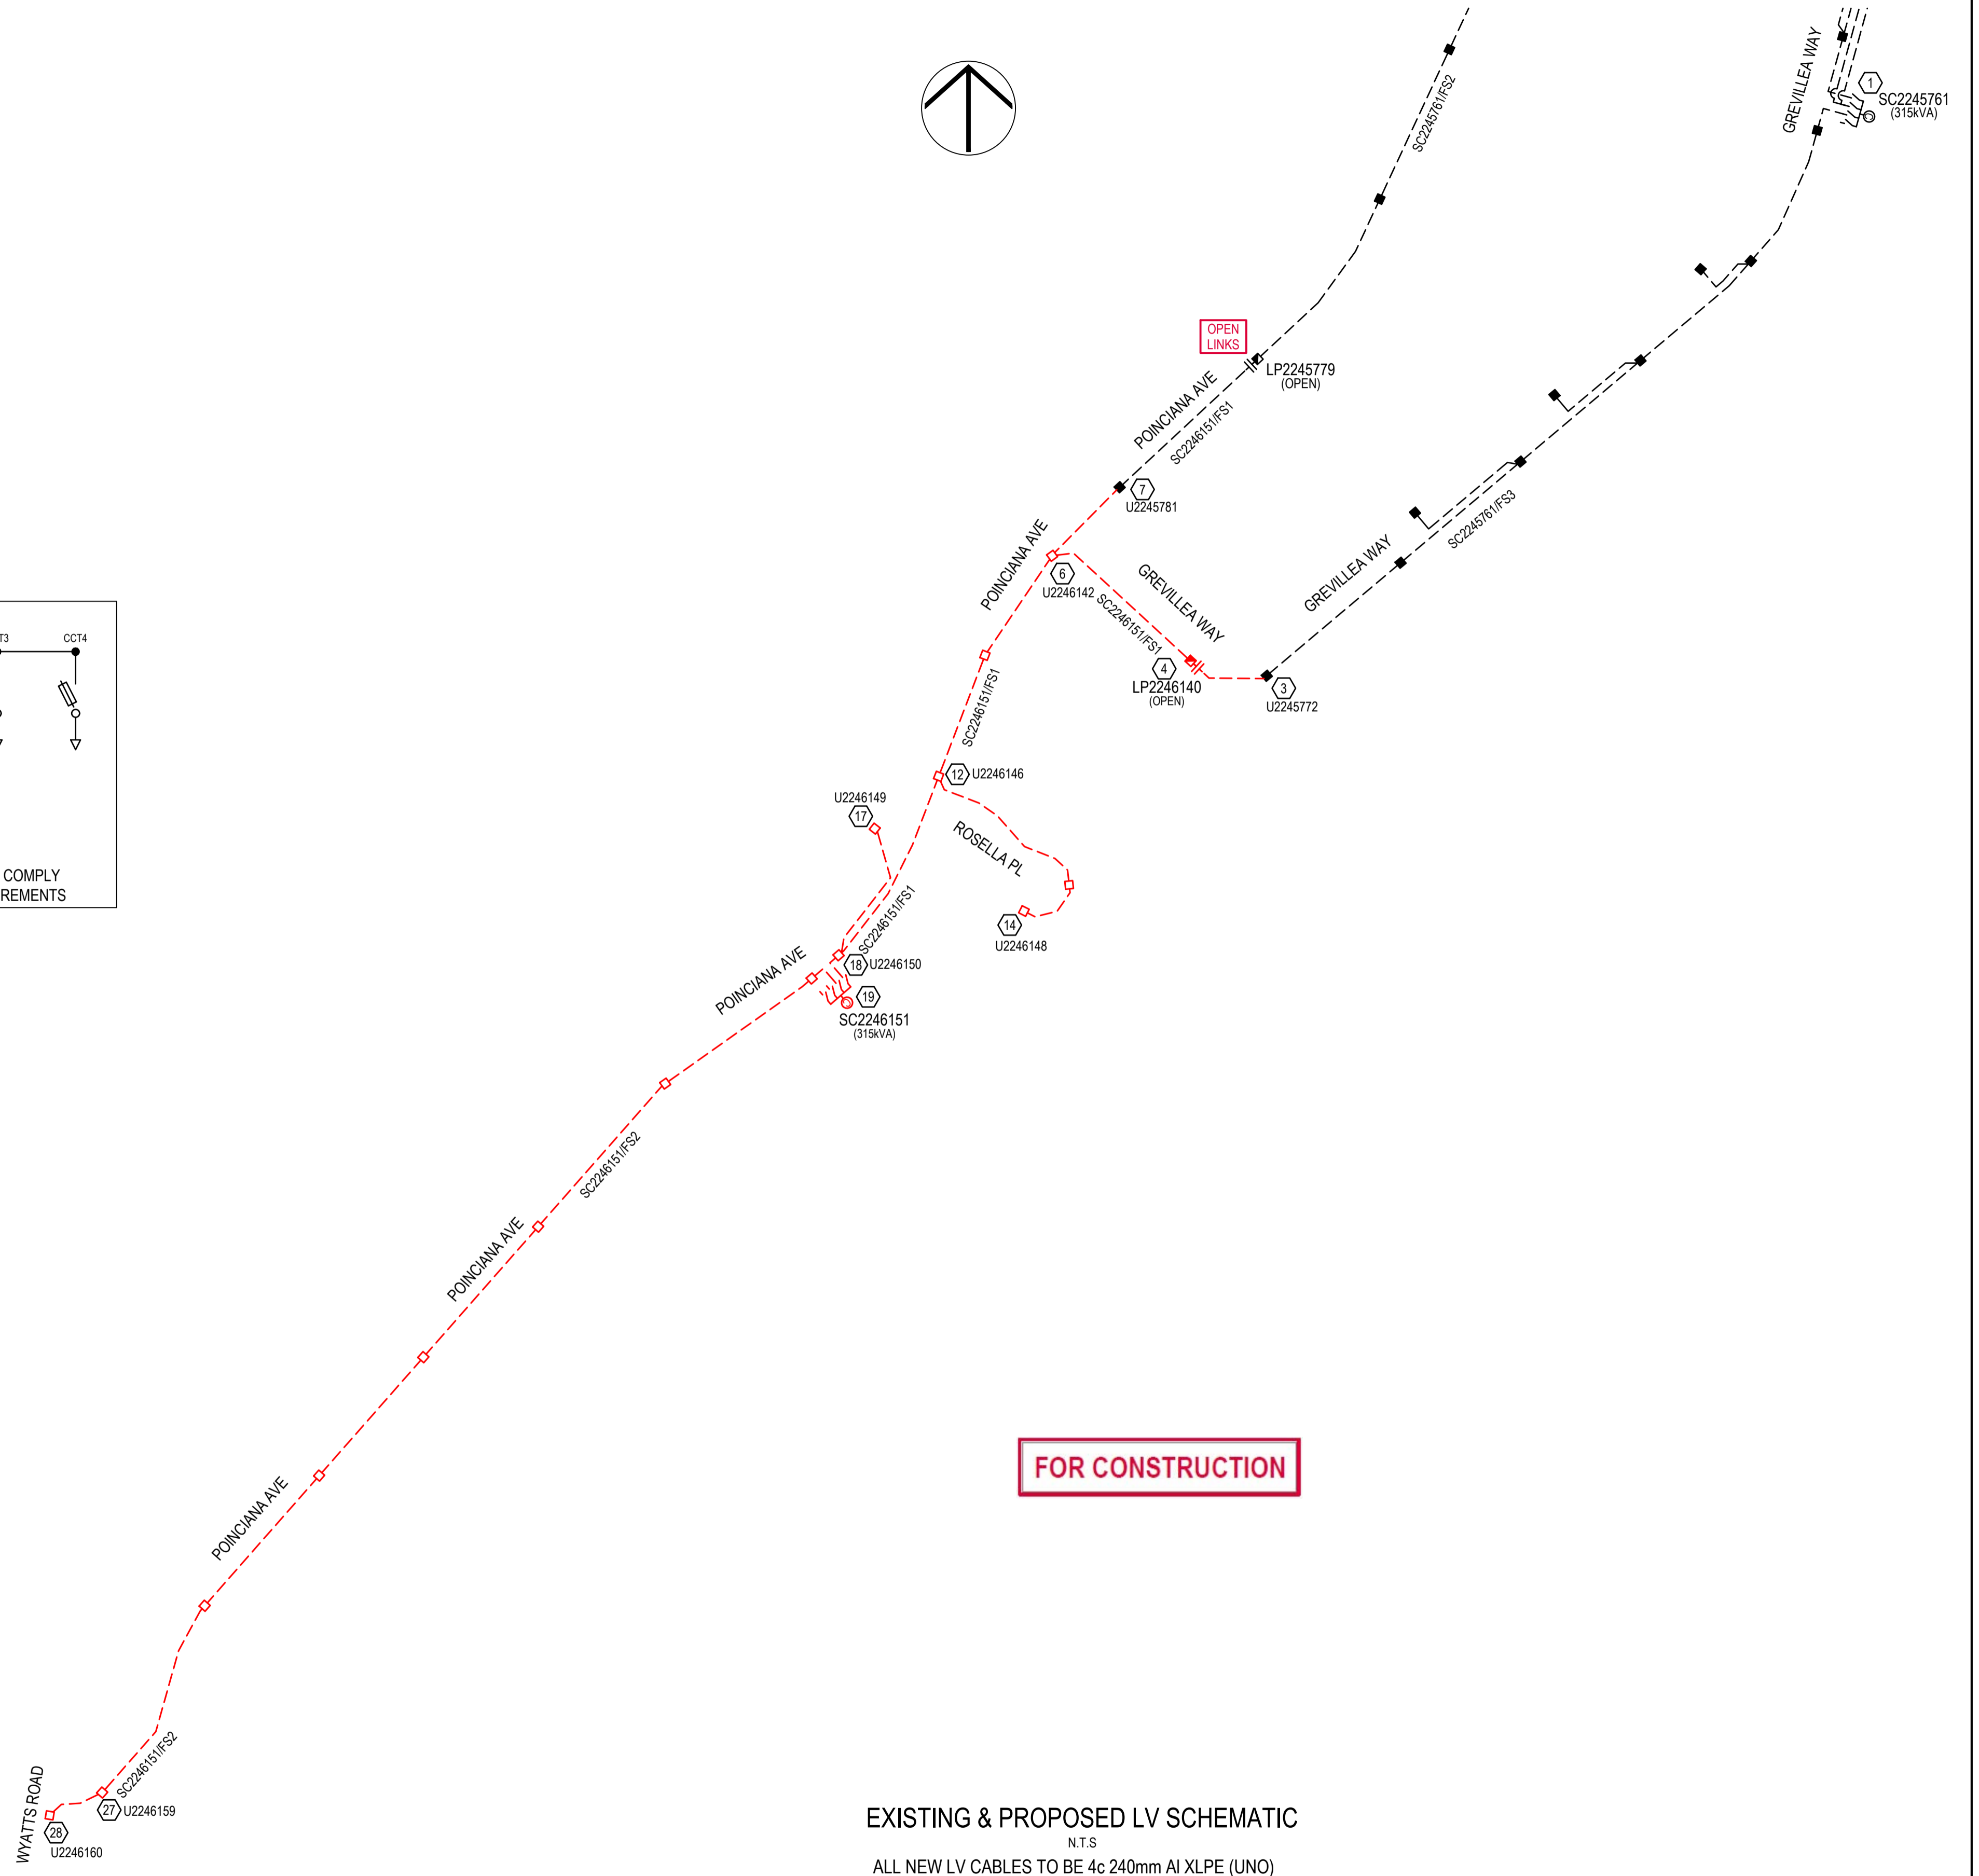 GREVILLEA WAY
1
SC2245761
(315kVA)
SC2245761/FS2
OPEN
LINKS
LP2245779
(OPEN)
POINCIANA AVE
SC2246151/FS1
7
U2245781
POINCIANA AVE
6
U2246142
GREVILLEA WAY
SC2246151/FS1
GREVILLEA WAY
SC2245761/FS3
4
LP2246140
(OPEN)
3
U2245772
CCT4
COMPLY
REMENTS
SC2246151/FS1
12
U2246146
U2246149
17
ROSELLA PL
14
U2246148
SC2246151/FS1
POINCIANA AVE
18
U2246150
19
SC2246151
(315kVA)
SC2246151/FS2
POINCIANA AVE
FOR CONSTRUCTION
POINCIANA AVE
SC2246151/FS2
WYATTS ROAD
27
U2246159
28
U2246160
EXISTING & PROPOSED LV SCHEMATIC
N.T.S
ALL NEW LV CABLES TO BE 4c 240mm Al XLPE (UNO)